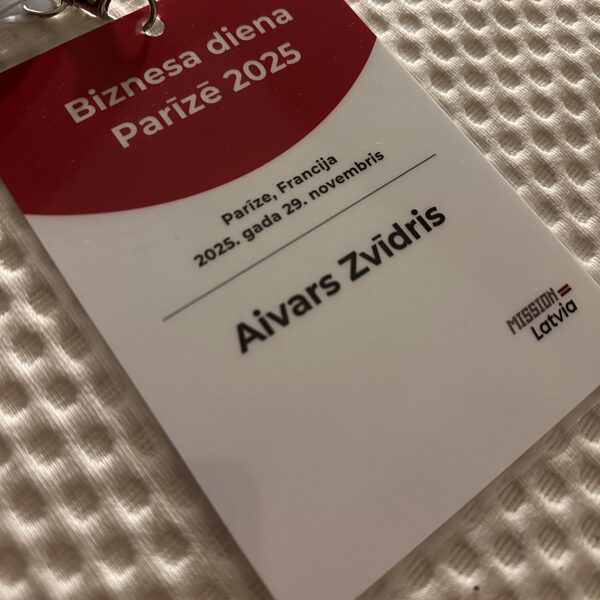 Biznesa diena
Parīzē 2025
Parīze, Francija
2025. gada 29. novembris
Aivars Zvīdris
MISSION=
Latvia